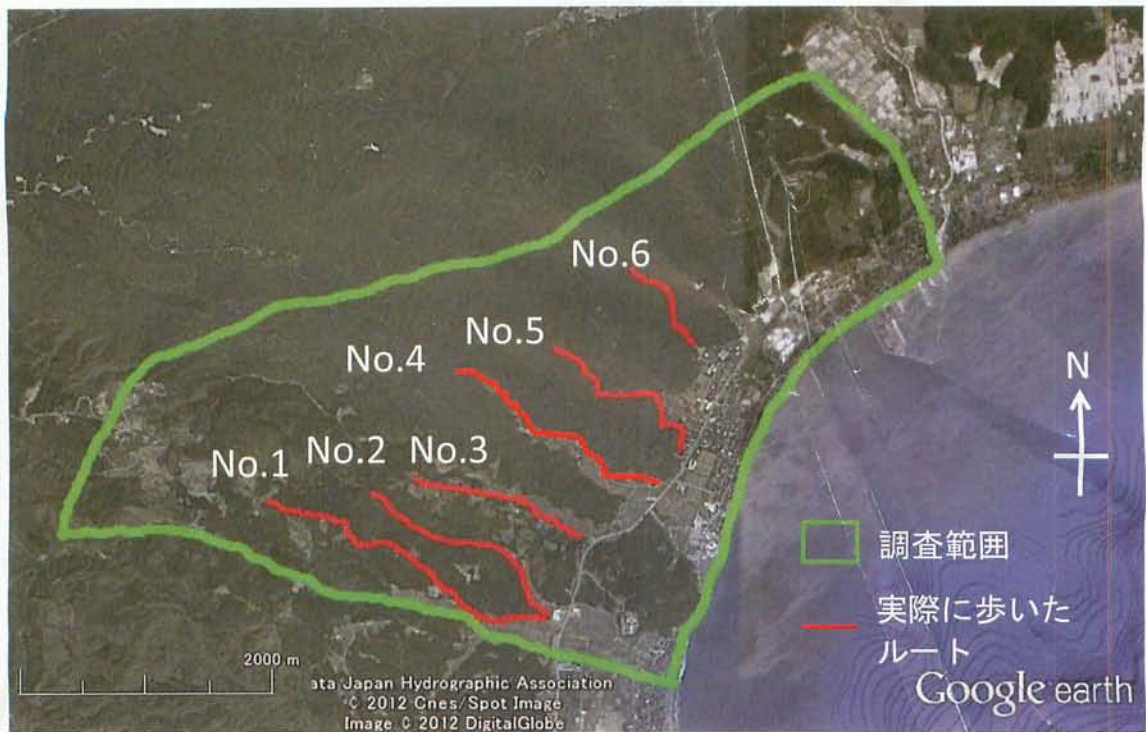 No.6
No.5
No.4
No.3
No.2
No.1
N
調査範囲
実際に歩いた
ルート
2000 m
ata Japan Hydrographic Association
© 2012 Cnes/Spot Image
Image © 2012 DigitalGlobe
Google earth